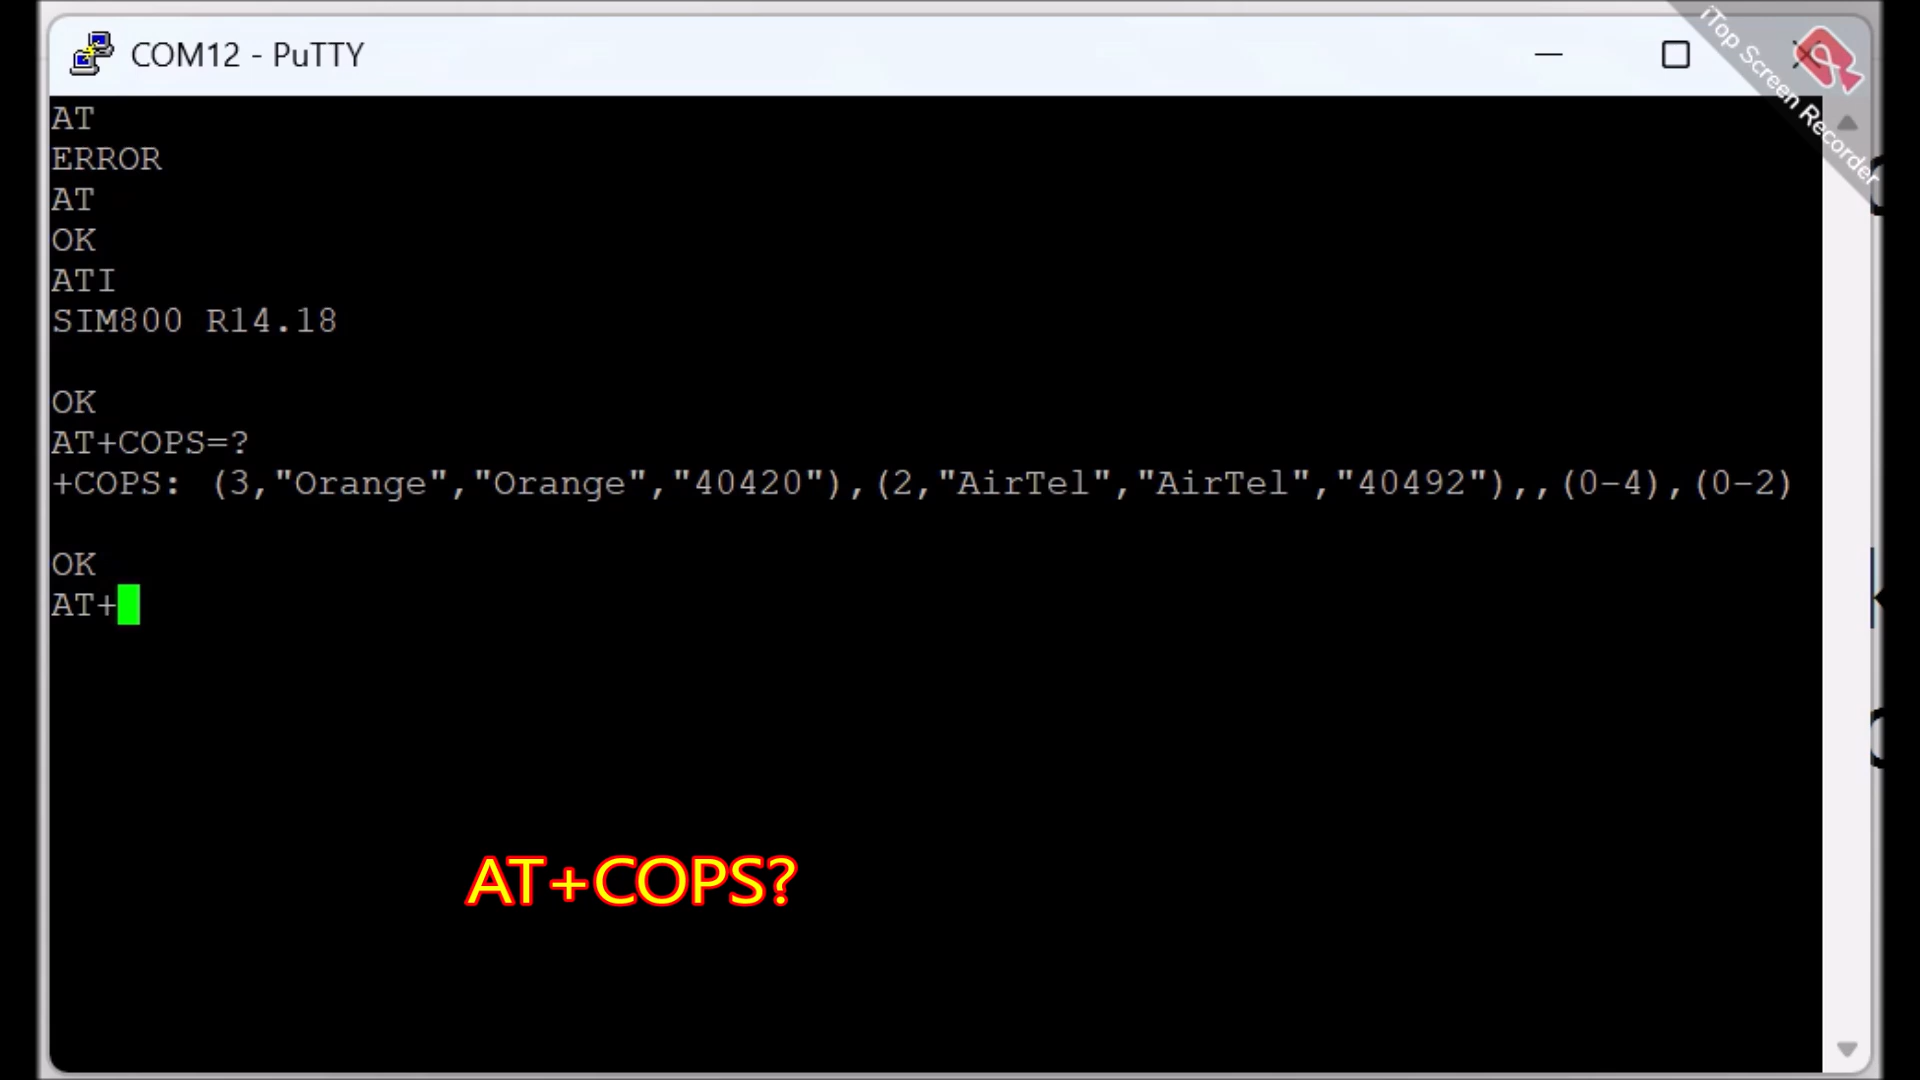 COM12 - PuTTY
iTop Screen Recorder
AT
ERROR
AT
OK
ATI
SIM800 R14.18
OK
AT+COPS=?
+COPS: (3,"Orange","Orange","40420"),(2,"AirTel","AirTel","40492"),,(0-4),(0-2)
OK
AT+
AT+COPS?